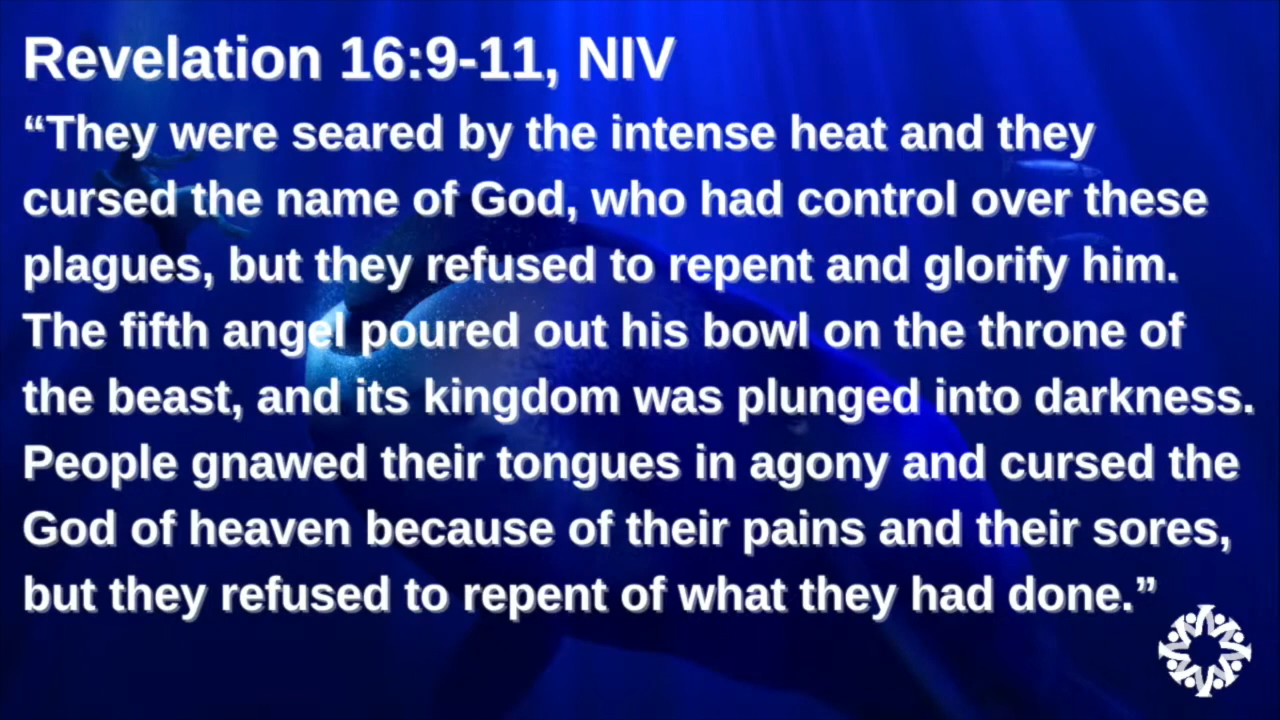 Revelation 16:9-11, NIV
“They were seared by the intense heat and they
cursed the name of God, who had control over these
plagues, but they refused to repent and glorify him.
The fifth angel poured out his bowl on the throne of
the beast, and its kingdom was plunged into darkness.
People gnawed their tongues in agony and cursed the
God of heaven because of their pains and their sores,
but they refused to repent of what they had done.”